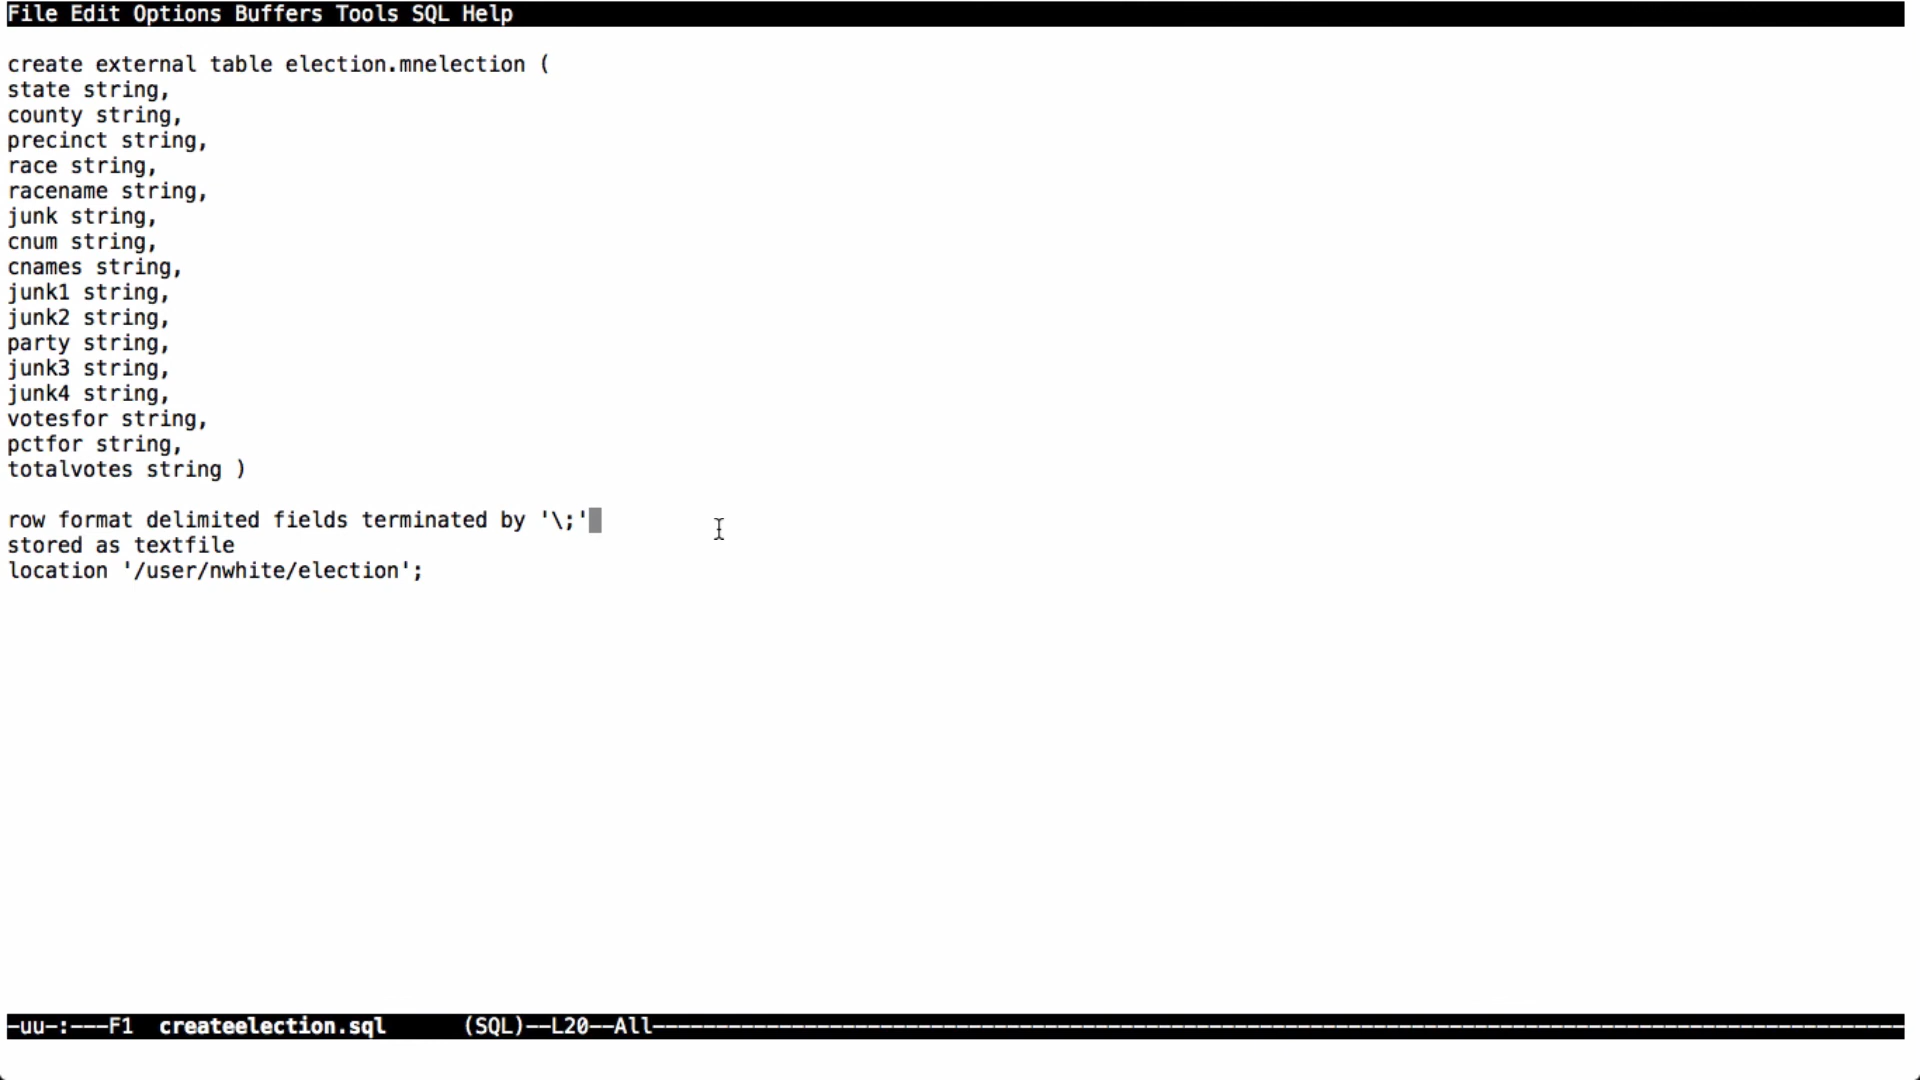 File Edit Options Buffers Tools SQL Help
create external table election.mnelection (
state string,
county string,
precinct string,
race string,
racename string,
junk string,
cnum string,
cnames string,
junk1 string,
junk2 string,
party string,
junk3 string,
junk4 string,
votesfor string,
pctfor string,
totalvotes string )
row format delimited fields terminated by '\;'
stored as textfile
location '/user/nwhite/election';
-uu-:---F1  createelection.sql      (SQL)--L20--All----------------------------------------------------------------------------------------------------